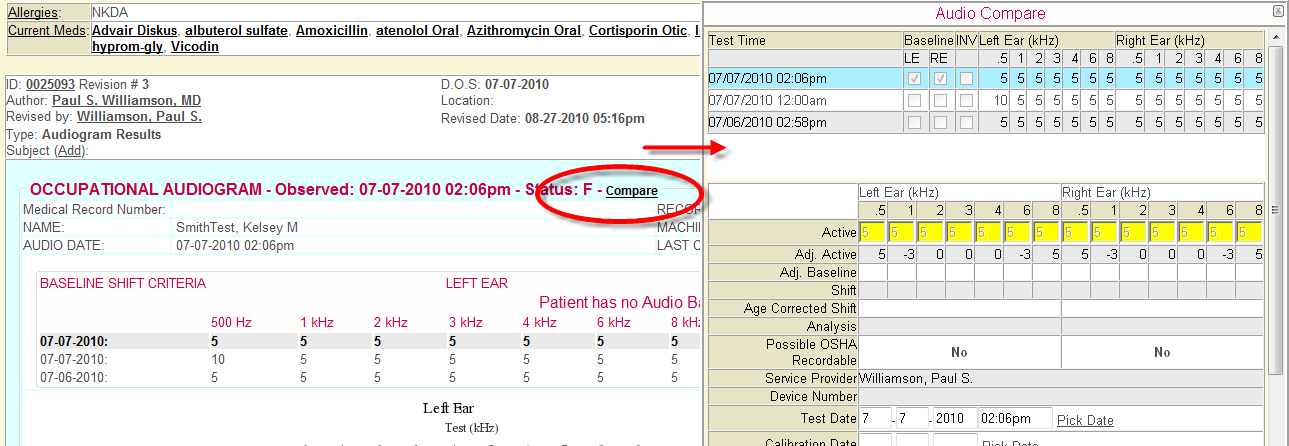 Allergies: NKDA
Current Meds: Advair Diskus, albuterol sulfate, Amoxicillin, atenolol Oral, Azithromycin Oral, Cortisporin Otic,
hyprom-gly, Vicodin
ID: 0025093 Revision # 3 D.O.S: 07-07-2010
Author: Paul S. Williamson, MD Location:
Revised by: Williamson, Paul S. Revised Date: 08-27-2010 05:16pm
Type: Audiogram Results
Subject (Add):
OCCUPATIONAL AUDIOGRAM - Observed: 07-07-2010 02:06pm - Status: F - Compare
Medical Record Number: RECOR
NAME: SmithTest, Kelsey M MACHI
AUDIO DATE: 07-07-2010 02:06pm LAST C
BASELINE SHIFT CRITERIA LEFT EAR
Patient has no Audio Ba
500 Hz 1 kHz 2 kHz 3 kHz 4 kHz 6 kHz 8 kHz
07-07-2010: 5 5 5 5 5 5 5
07-07-2010: 10 5 5 5 5 5 5
07-06-2010: 5 5 5 5 5 5 5
Left Ear
Test (kHz)
Audio Compare
Test Time Baseline INV Left Ear (kHz) Right Ear (kHz)
LE RE .5 1 2 3 4 6 8 .5 1 2 3 4 6 8
07/07/2010 02:06pm 5 5 5 5 5 5 5 5 5 5 5 5 5 5
07/07/2010 12:00am 10 5 5 5 5 5 5 5 5 5 5 5 5 5
07/06/2010 02:58pm 5 5 5 5 5 5 5 5 5 5 5 5 5 5
Left Ear (kHz) Right Ear (kHz)
.5 1 2 3 4 6 8 .5 1 2 3 4 6 8
Active 5 5 5 5 5 5 5 5 5 5 5 5 5 5
Adj. Active 5 -3 0 0 0 -3 5 5 -3 0 0 0 -3 5
Adj. Baseline
Shift
Age Corrected Shift
Analysis
Possible OSHA
Recordable No No
Service Provider Williamson, Paul S.
Device Number
Test Date 7 - 7 - 2010 02:06pm Pick Date
Calibration Date Pick Date